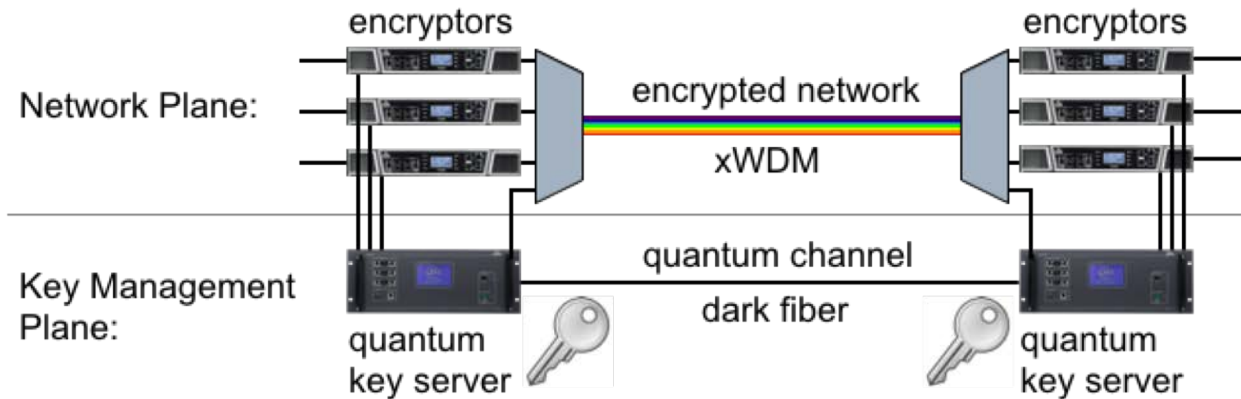 encryptors
encryptors
Network Plane:
encrypted network
xWDM
Key Management
Plane:
quantum channel
dark fiber
quantum
key server
quantum
key server